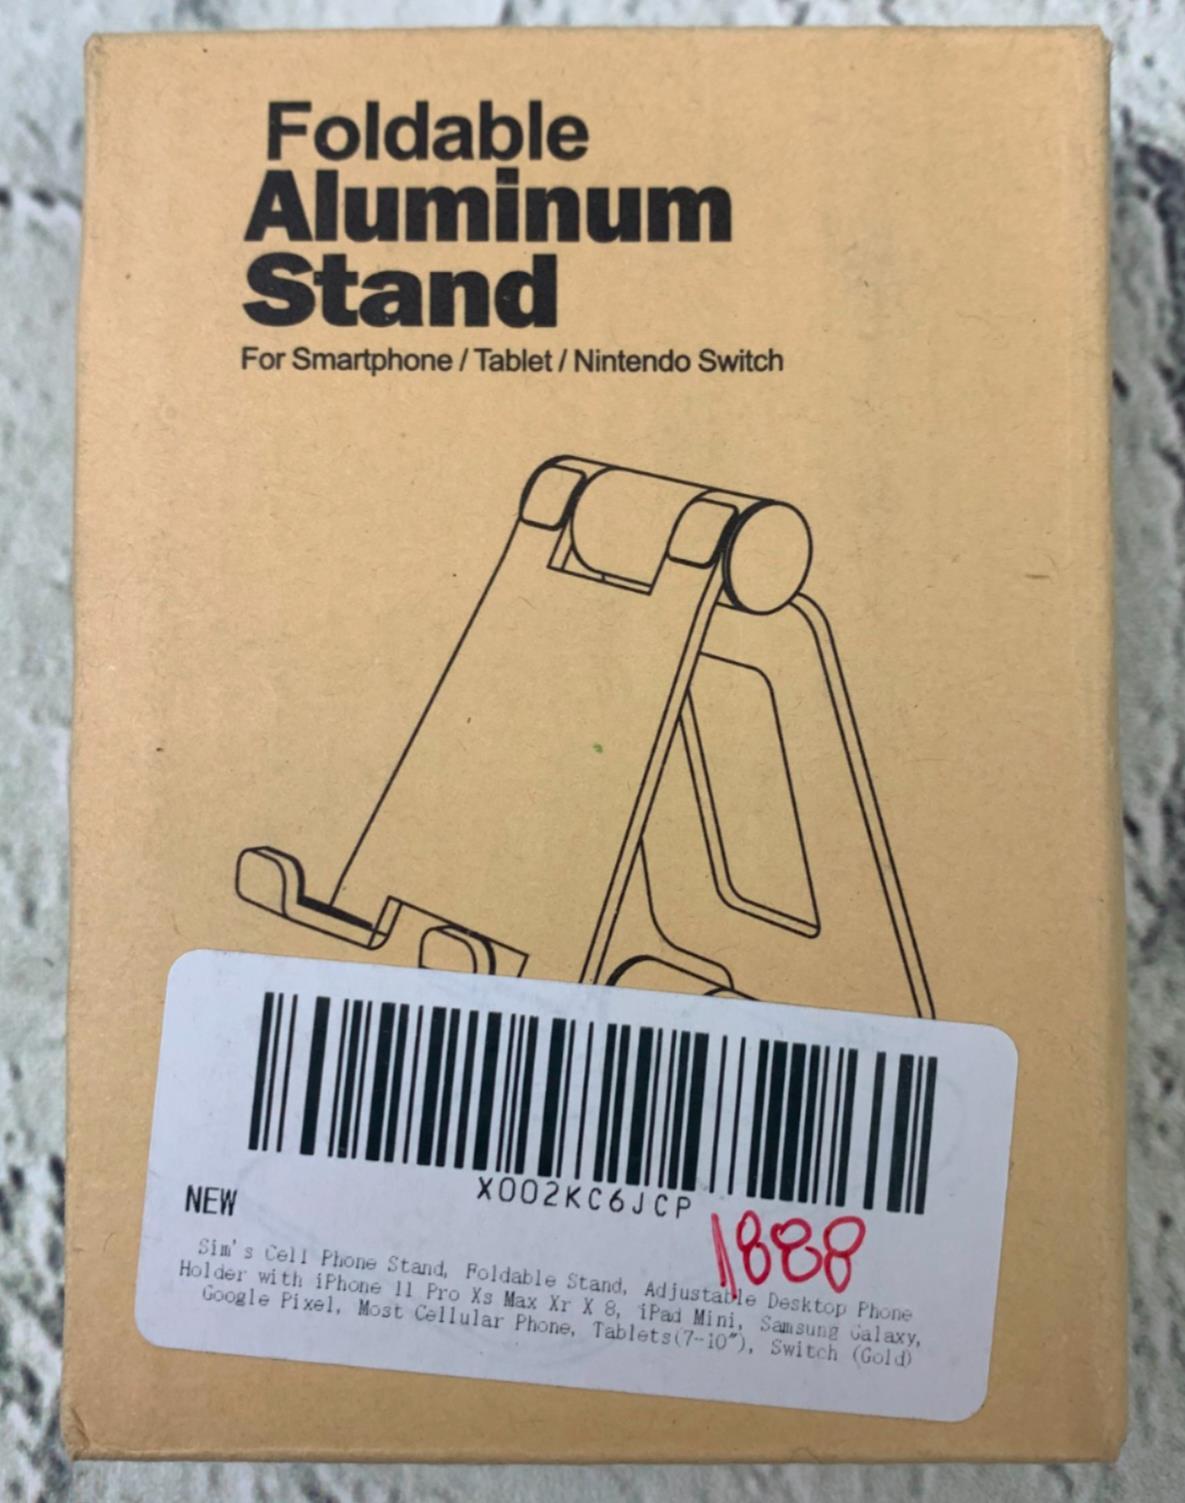 Foldable
Aluminum
Stand
For Smartphone / Tablet / Nintendo Switch
X002KC6JCP
NEW
1888
Sim's Cell Phone Stand, Foldable Stand, Adjustable Desktop Phone
Holder with iPhone 11 Pro Xs Max Xr X 8, iPad Mini, Samsung Galaxy,
Google Pixel, Most Cellular Phone, Tablets(7-10"), Switch (Gold)